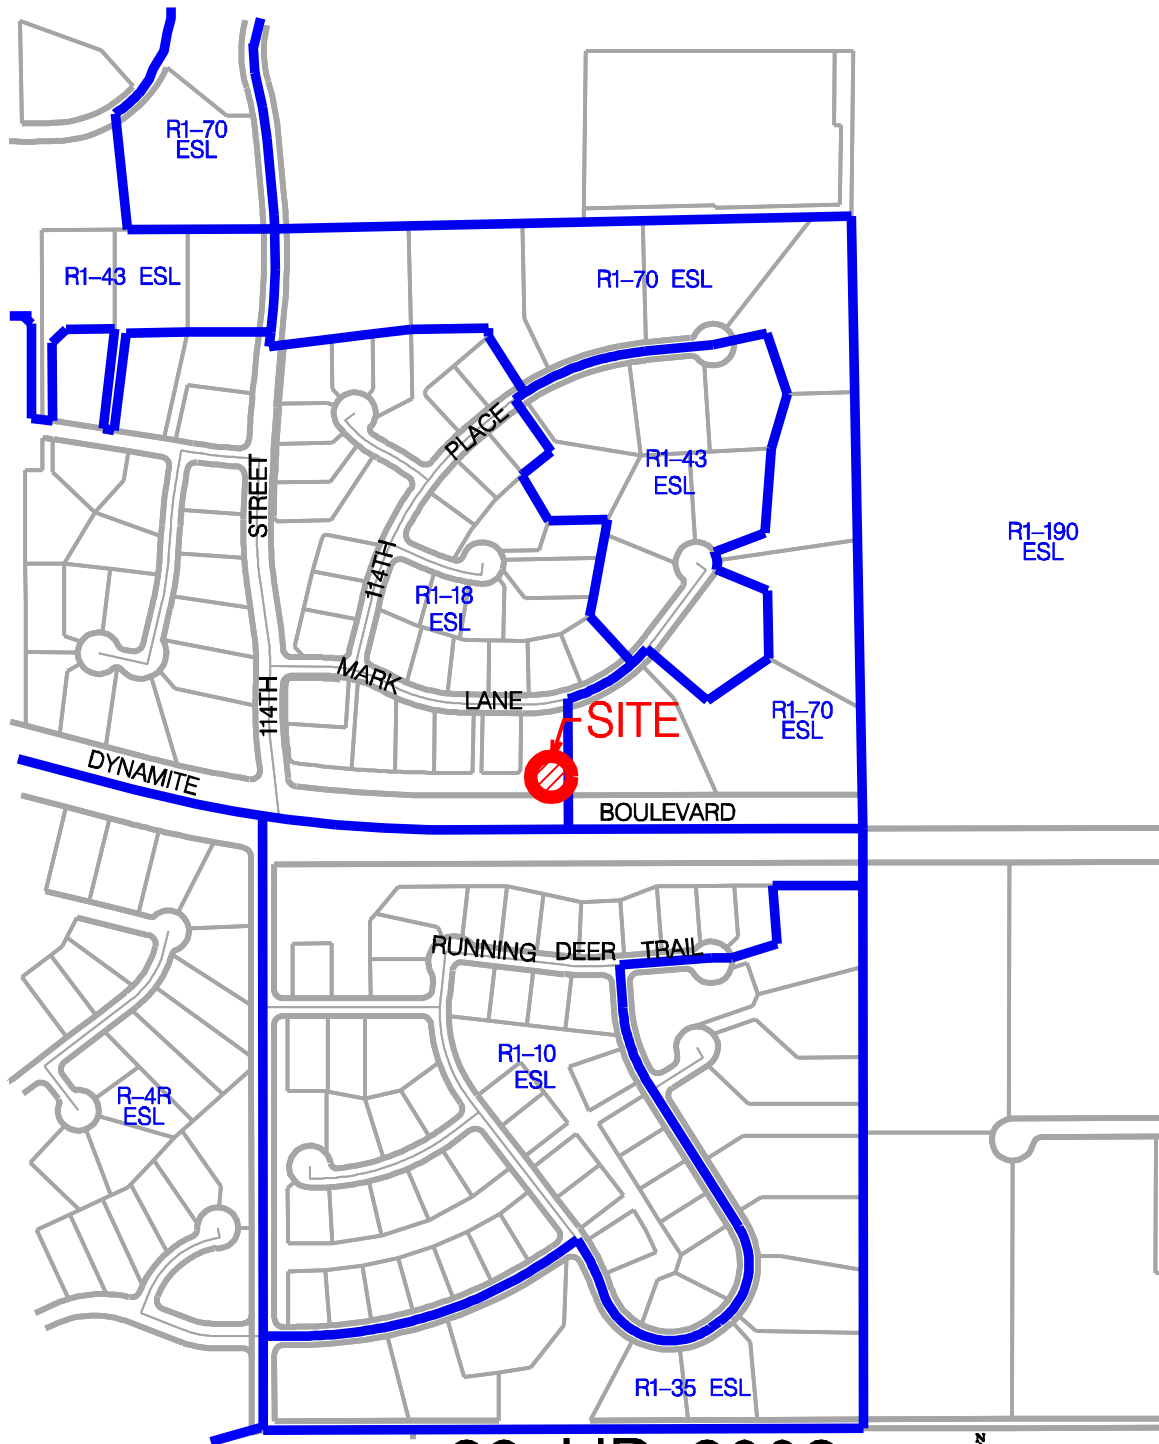 R1-70
ESL
R1-43 ESL
R1-70 ESL
PLACE
R1-43
ESL
STREET
R1-190
ESL
114TH
R1-18
ESL
MARK
LANE
114TH
R1-70
ESL
SITE
DYNAMITE
BOULEVARD
RUNNING DEER TRAIL
R1-10
ESL
R-4R
ESL
R1-35 ESL